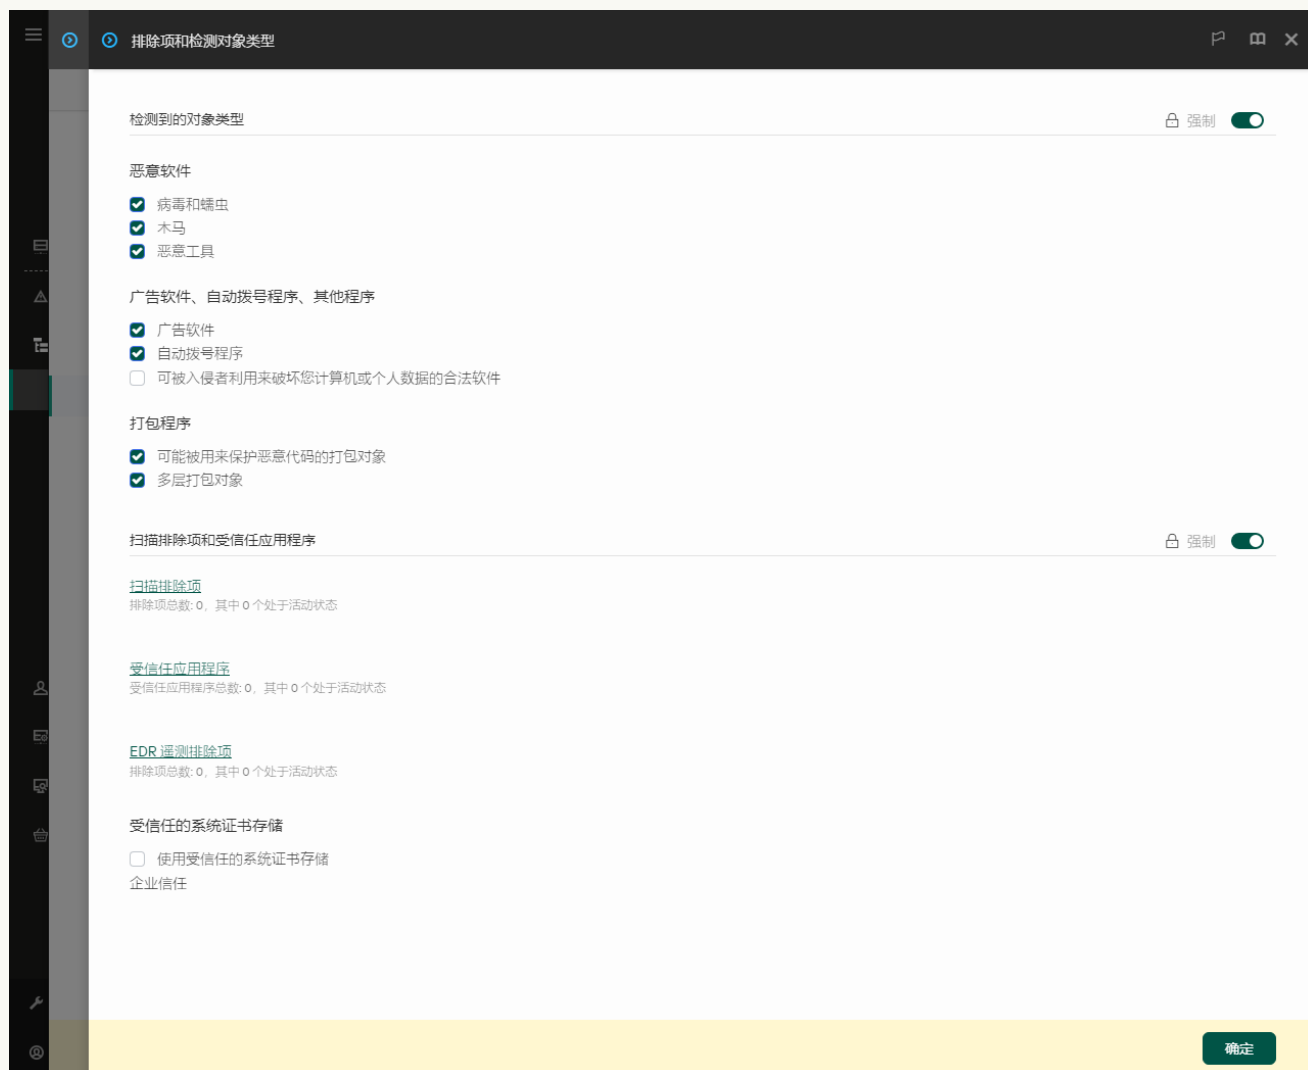 排除项和检测对象类型
检测到的对象类型
强制
恶意软件
病毒和蠕虫
木马
恶意工具
广告软件、自动拨号程序、其他程序
广告软件
自动拨号程序
可被入侵者利用来破坏您计算机或个人数据的合法软件
打包程序
可能被用来保护恶意代码的打包对象
多层打包对象
扫描排除项和受信任应用程序
强制
扫描排除项
排除项总数: 0，其中 0 个处于活动状态
受信任应用程序
受信任应用程序总数: 0，其中 0 个处于活动状态
EDR 遥测排除项
排除项总数: 0，其中 0 个处于活动状态
受信任的系统证书存储
使用受信任的系统证书存储
企业信任
确定